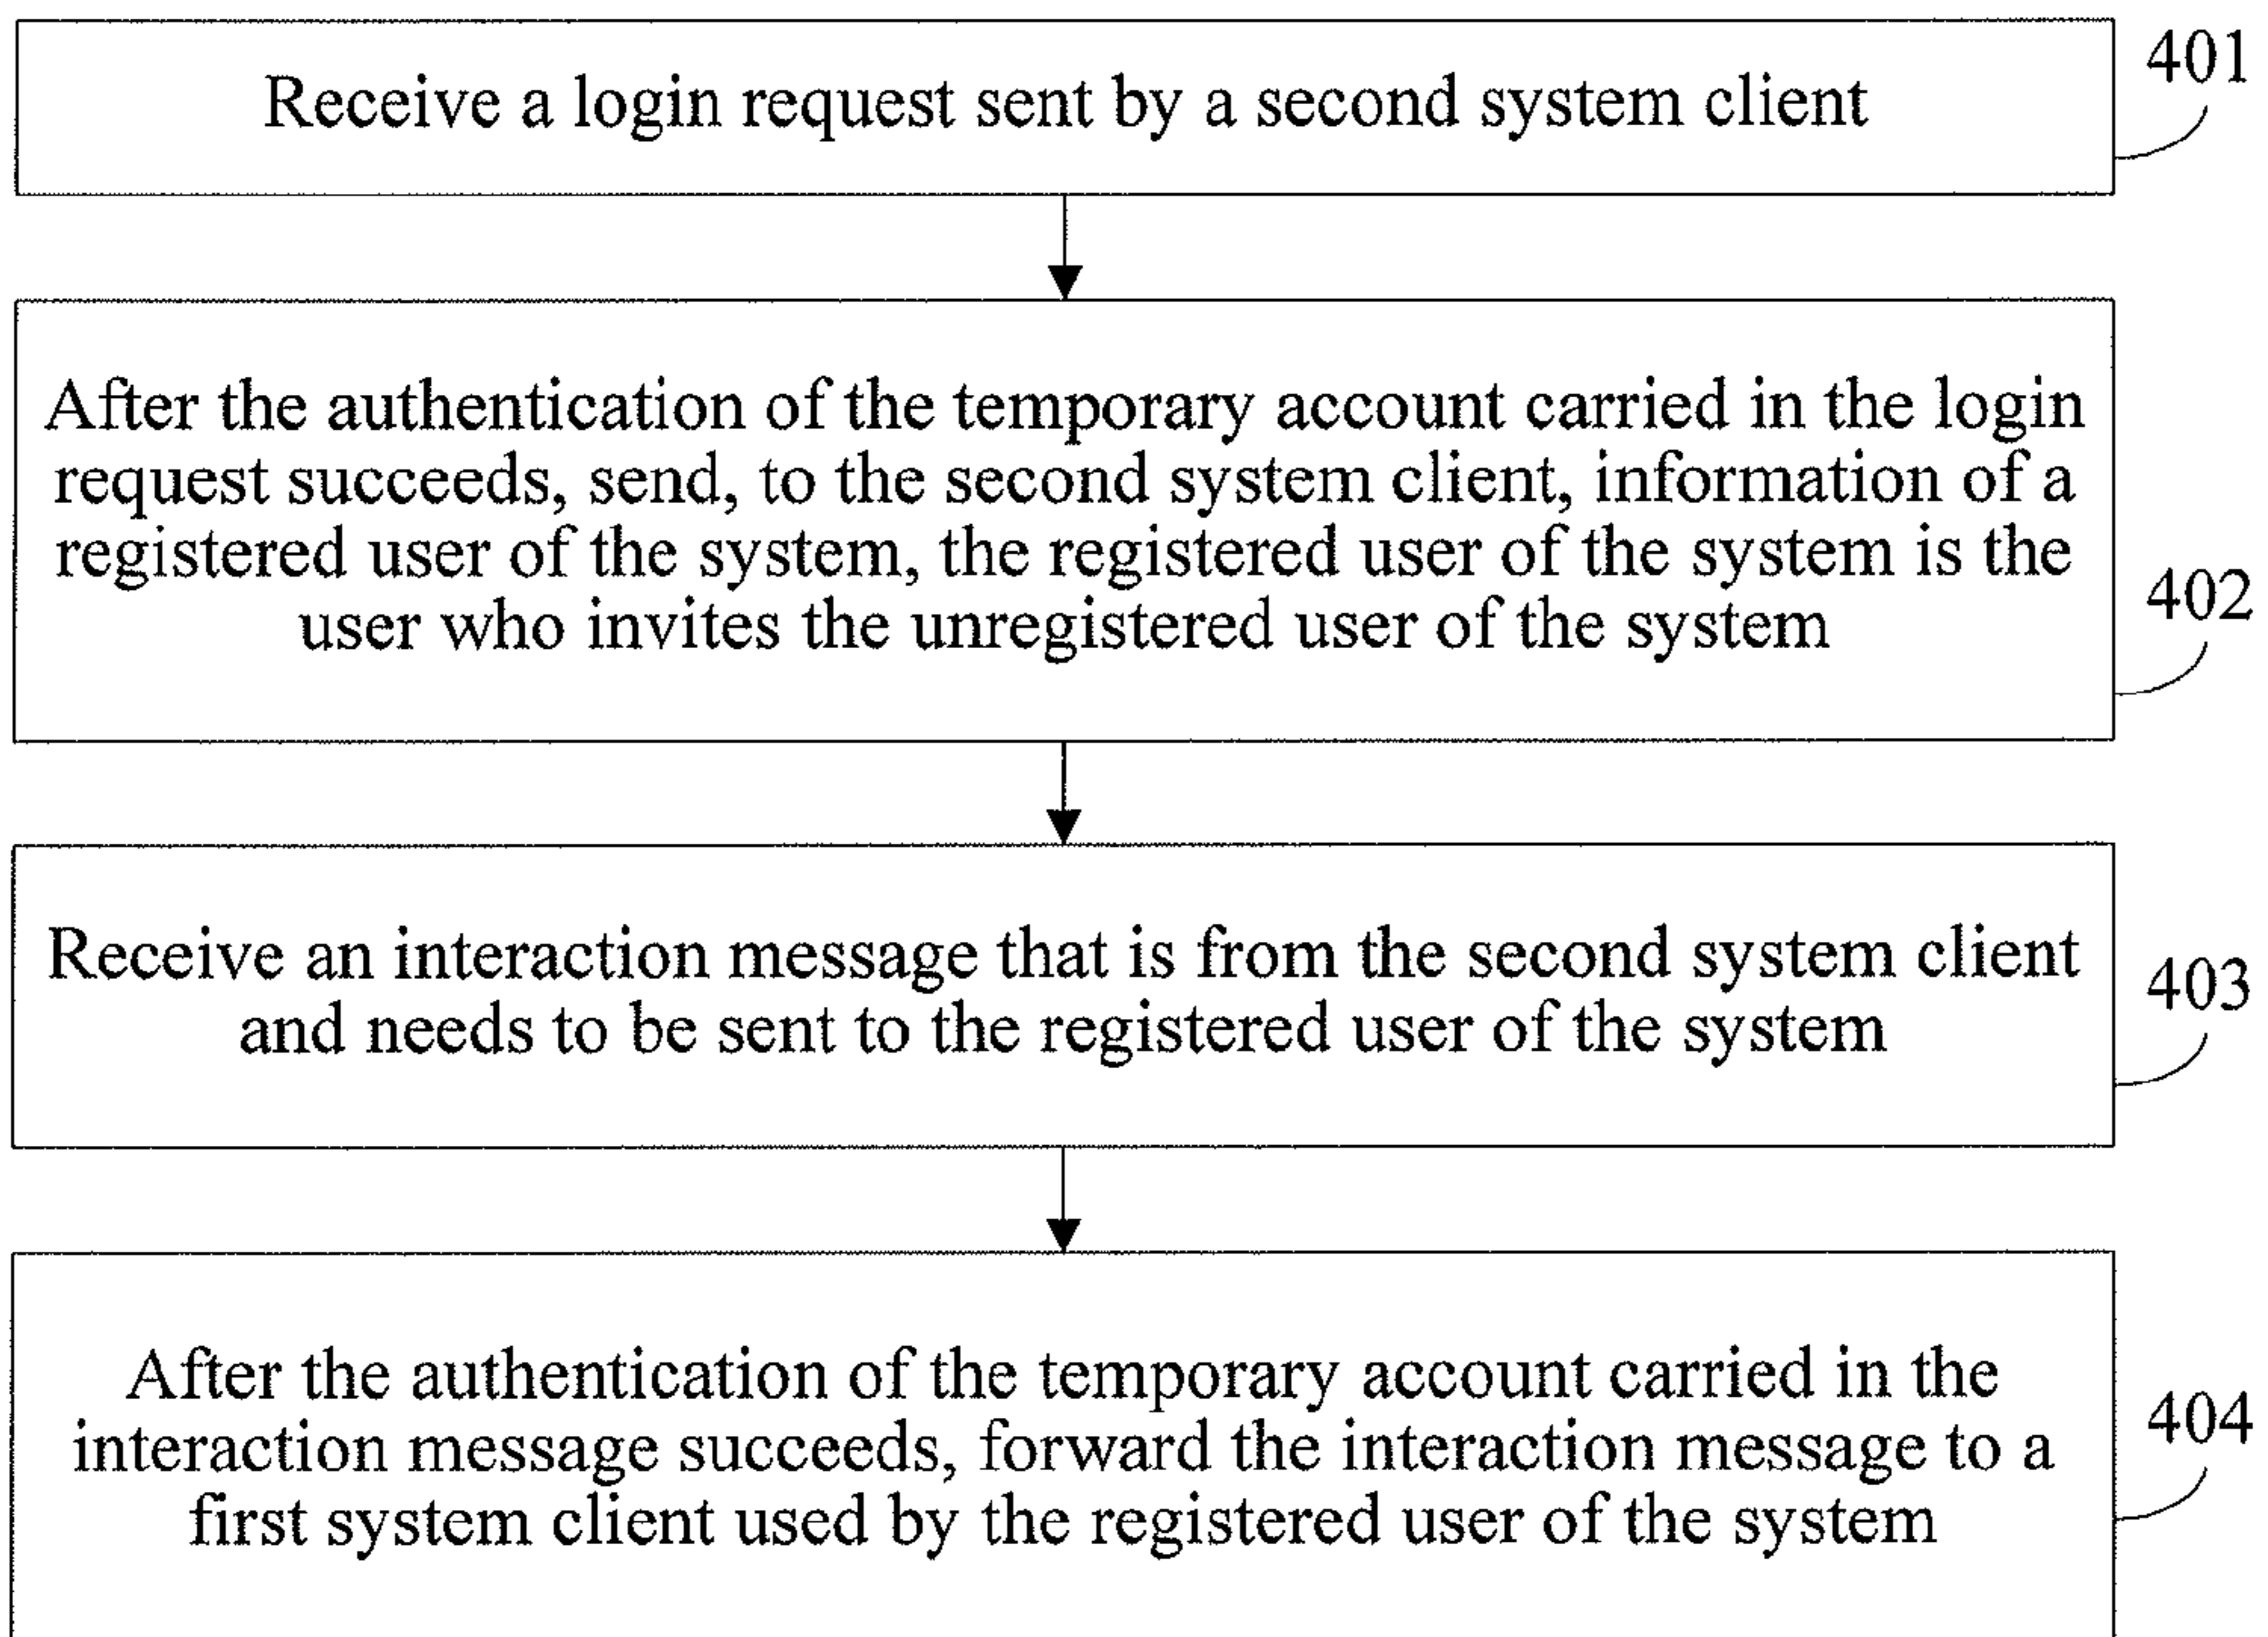 Receive a login request sent by a second system client
401
After the authentication of the temporary account carried in the login
request succeeds, send, to the second system client, information of a
registered user of the system, the registered user of the system is the
user who invites the unregistered user of the system
402
Receive an interaction message that is from the second system client
and needs to be sent to the registered user of the system
403
After the authentication of the temporary account carried in the
interaction message succeeds, forward the interaction message to a
first system client used by the registered user of the system
404